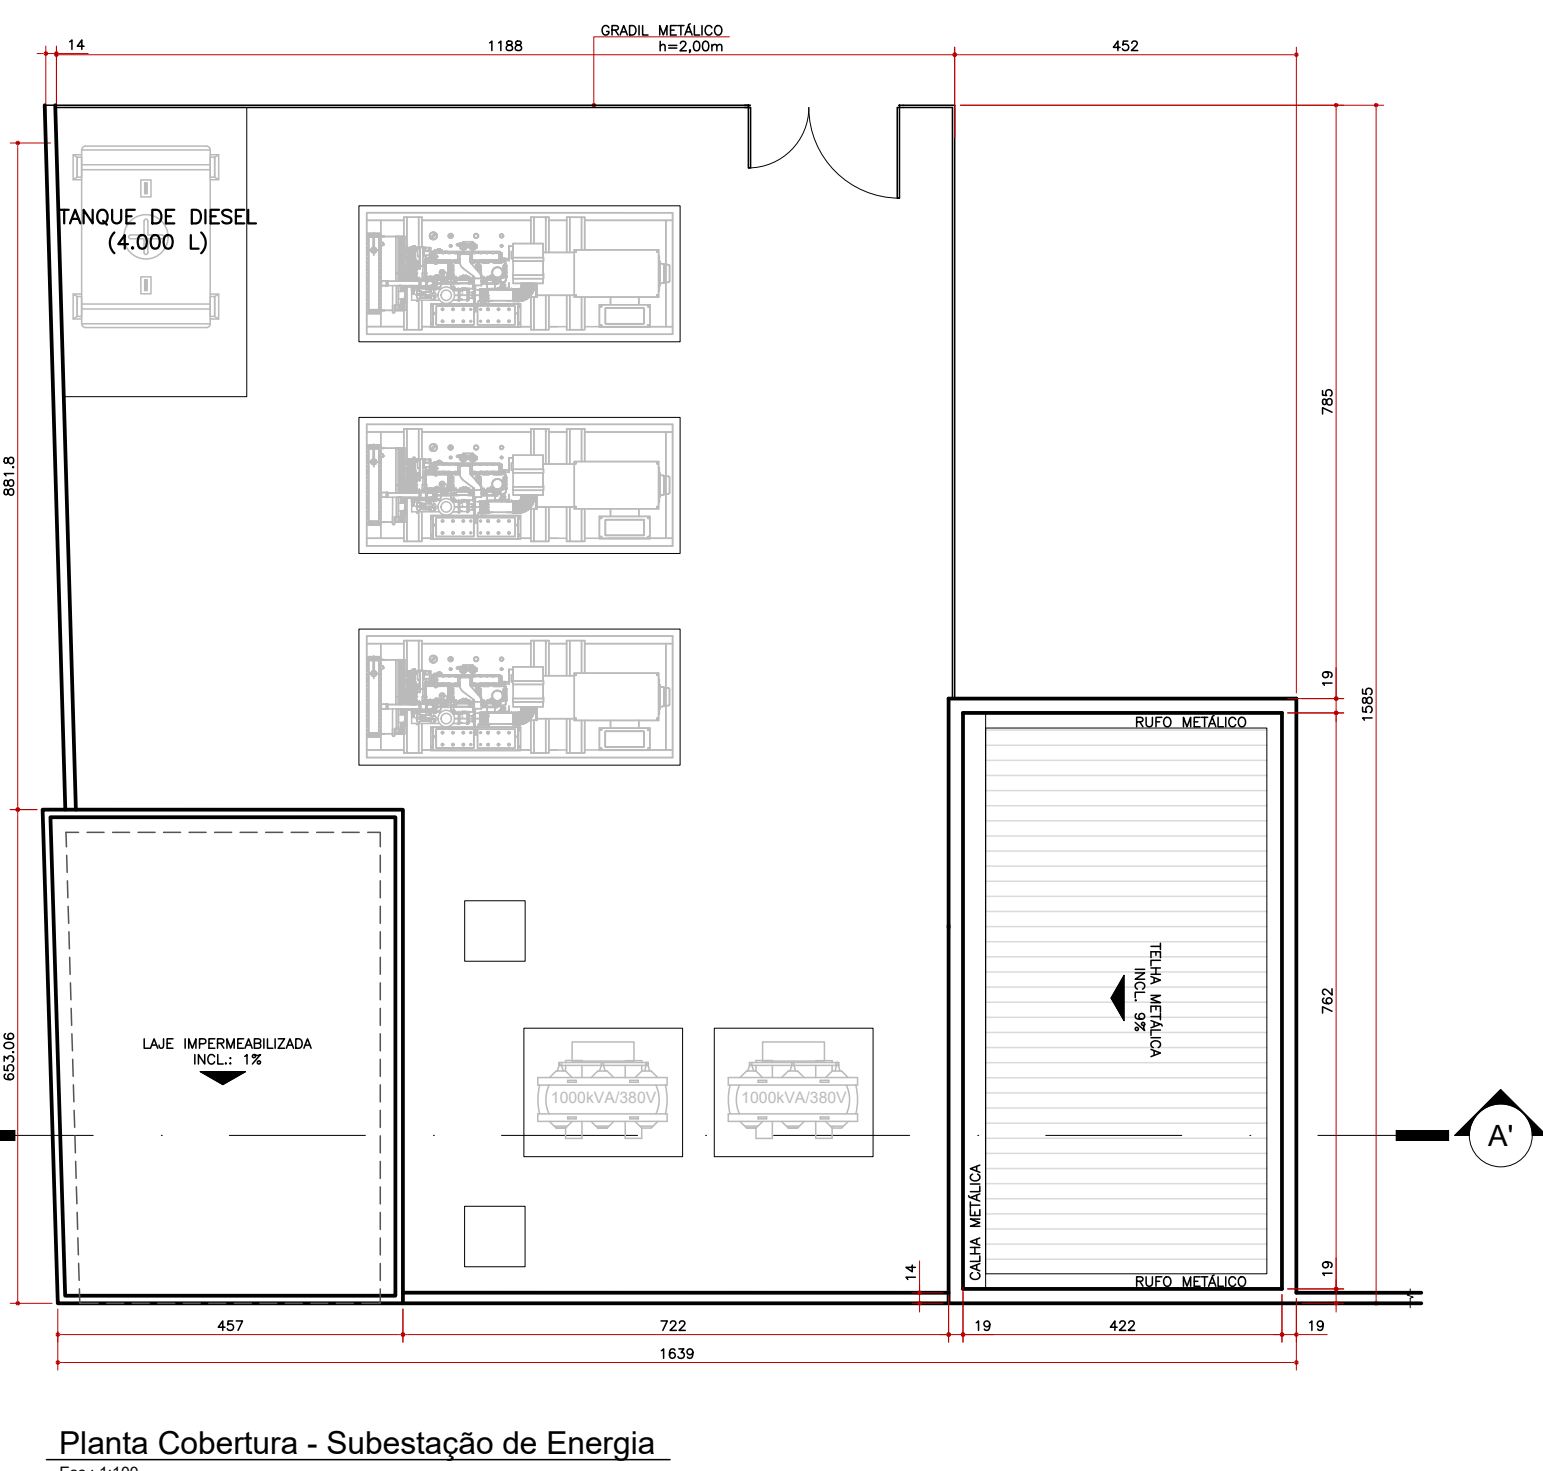 GRADIL METÁLICO
h=2,00m
14
1188
452
TANQUE DE DIESEL
(4.000 L)
785
881.8
19
1585
RUFO METÁLICO
TELHA METÁLICA
INCL. 9%
762
LAJE IMPERMEABILIZADA
INCL.: 1%
653.06
1000kVA/380V
1000kVA/380V
A'
CALHA METÁLICA
14
19
RUFO METÁLICO
457
722
19
422
19
1639
Planta Cobertura - Subestação de Energia